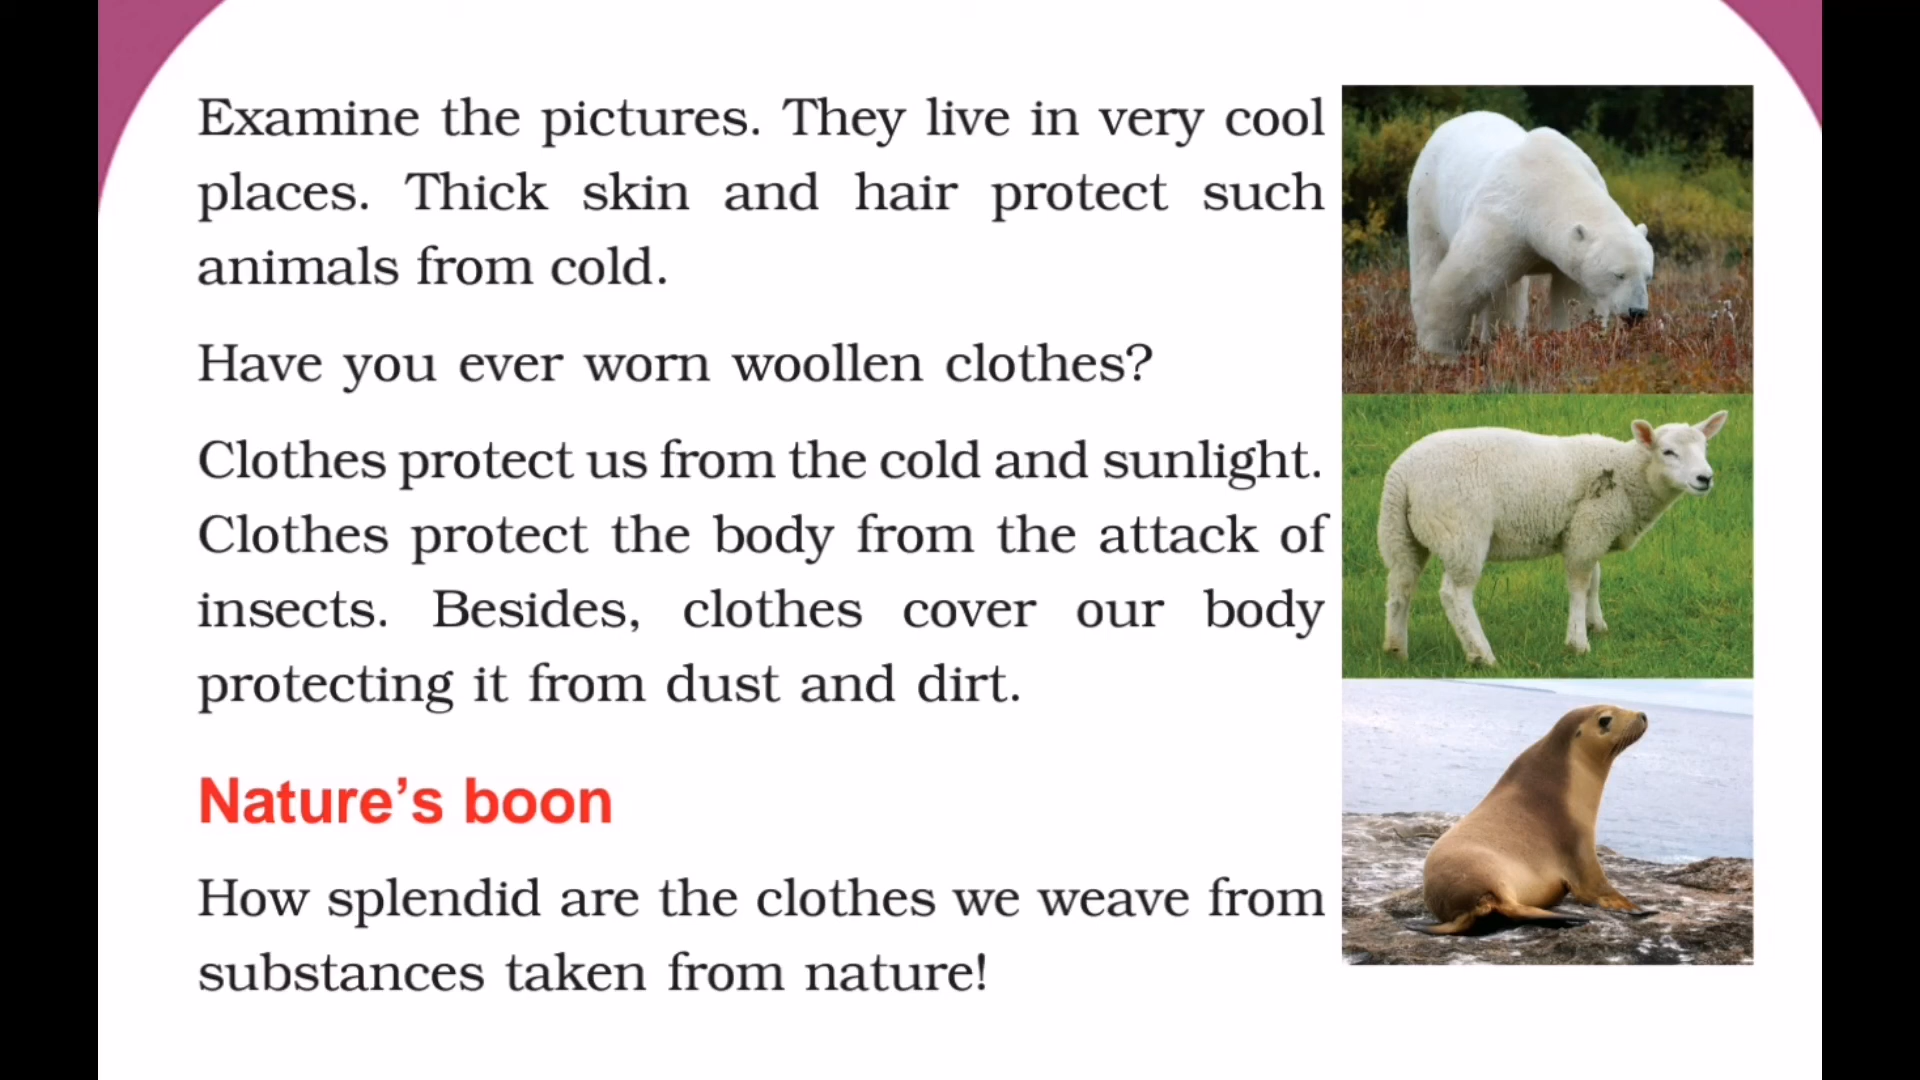 Examine the pictures. They live in very cool
places. Thick skin and hair protect such
animals from cold.
Have you ever worn woollen clothes?
Clothes protect us from the cold and sunlight.
Clothes protect the body from the attack of
insects. Besides, clothes cover our body
protecting it from dust and dirt.
Nature’s boon
How splendid are the clothes we weave from
substances taken from nature!